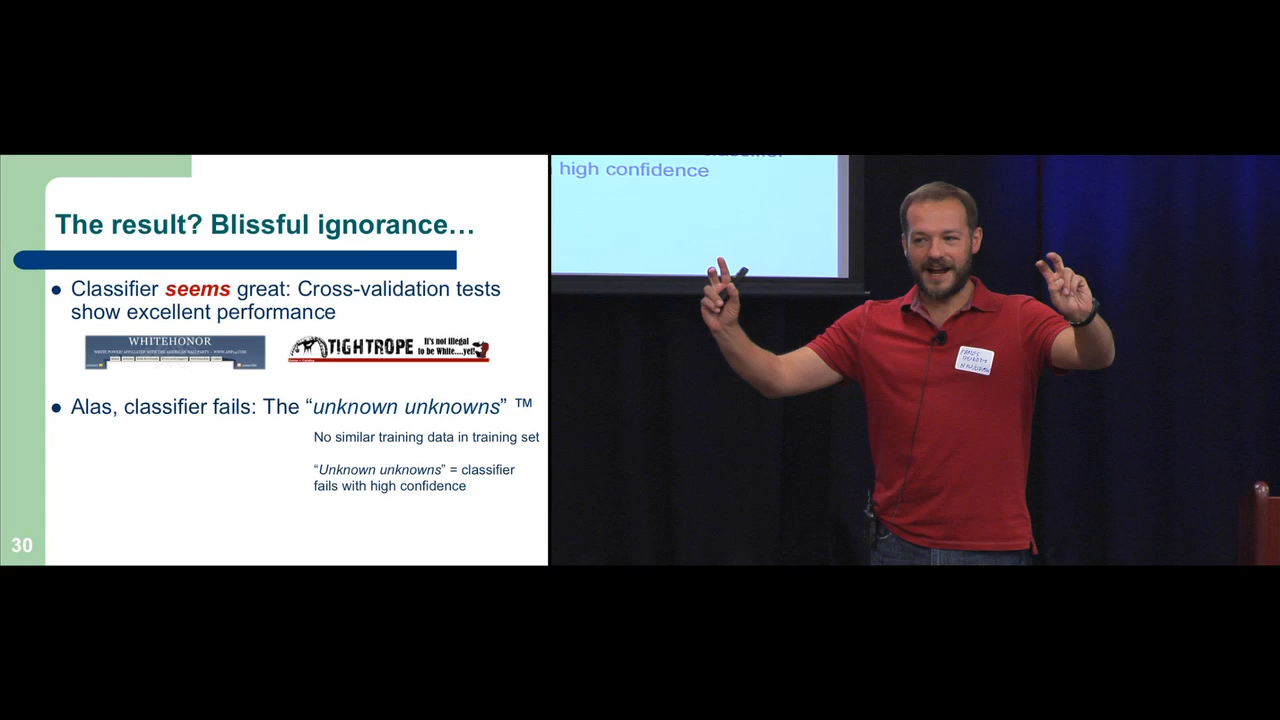 The result? Blissful ignorance…
Classifier seems great: Cross-validation tests
show excellent performance
WHITEHONOR
TIGHTROPE
It's not illegal
to be White....yet!
Alas, classifier fails: The “unknown unknowns” ™
No similar training data in training set
“Unknown unknowns” = classifier
fails with high confidence
30
high confidence